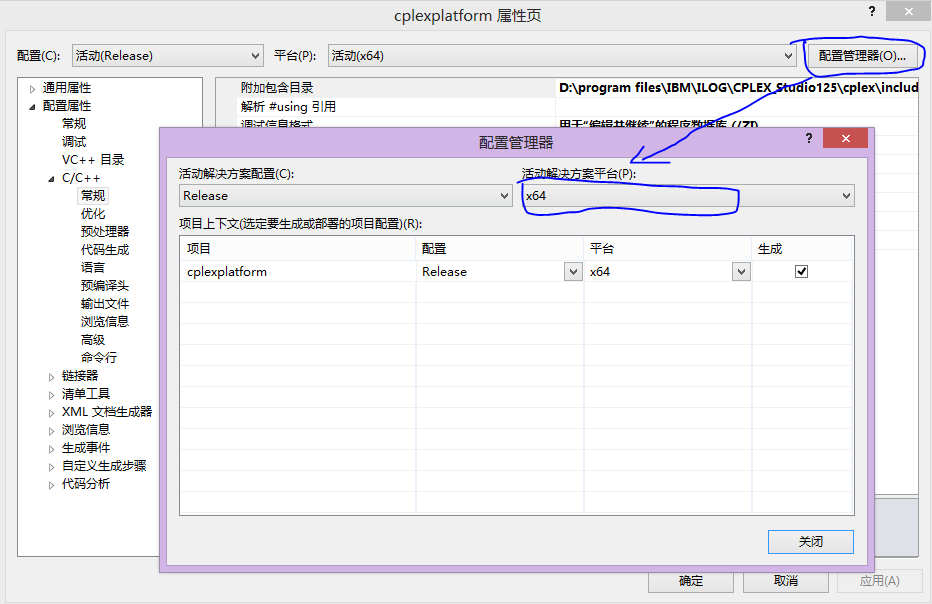 cplexplatform 属性页
?
配置(C): 活动(Release) 平台(P): 活动(x64) 配置管理器(O)...
通用属性
配置属性
常规
调试
VC++ 目录
C/C++
常规
优化
预处理器
代码生成
语言
预编译头
输出文件
浏览信息
高级
命令行
链接器
清单工具
XML 文档生成器
浏览信息
生成事件
自定义生成步骤
代码分析
附加包含目录 D:\program files\IBM\ILOG\CPLEX_Studio125\cplex\includ
解析 #using 引用
调试信息格式 用于“编辑并继续”的程序数据库 (/ZI)
配置管理器
?
活动解决方案配置(C): 活动解决方案平台(P):
Release x64
项目上下文(选定要生成或部署的项目配置)(R):
项目 配置 平台 生成
cplexplatform Release x64
关闭
确定 取消 应用(A)